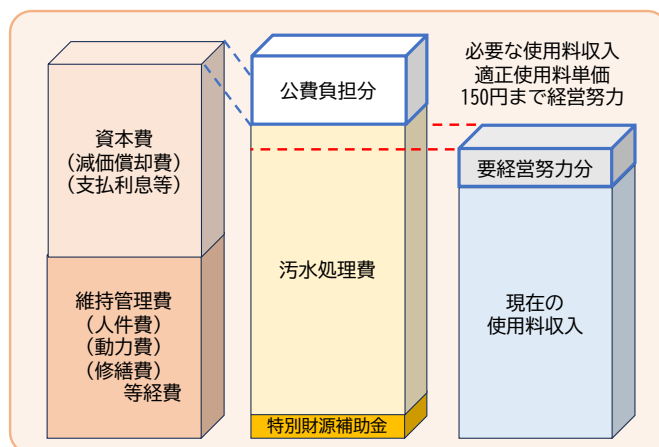 資本費
(減価償却費)
(支払利息等)
維持管理費
(人件費)
(動力費)
(修繕費)
等経費
公費負担分
汚水処理費
特別財源補助金
必要な使用料収入
適正使用料単価
150円まで経営努力
要経営努力分
現在の
使用料収入